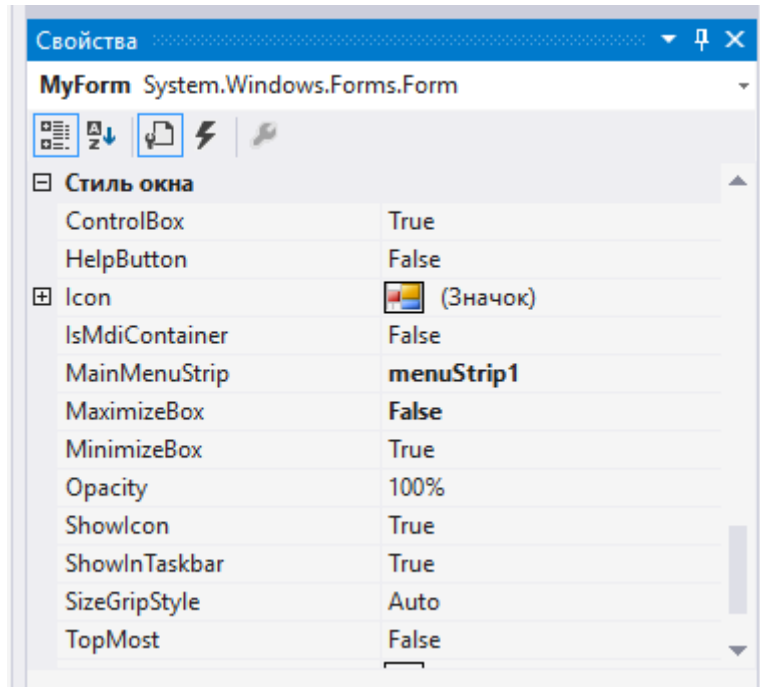 Свойства
MyForm System.Windows.Forms.Form
Стиль окна
ControlBox True
HelpButton False
Icon (Значок)
IsMdiContainer False
MainMenuStrip menuStrip1
MaximizeBox False
MinimizeBox True
Opacity 100%
ShowIcon True
ShowInTaskbar True
SizeGripStyle Auto
TopMost False